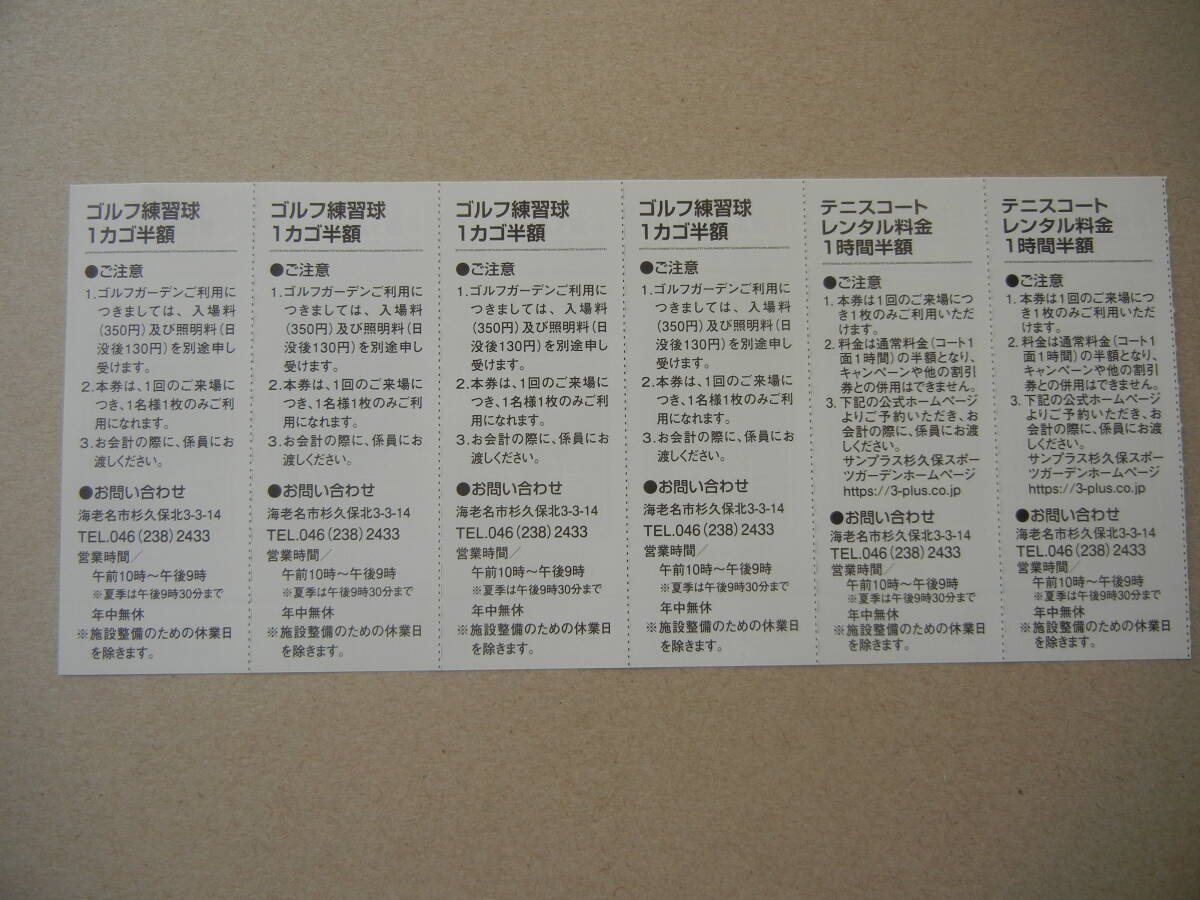 ゴルフ練習球
1カゴ半額
●ご注意
1.ゴルフガーデンご利用に
つきましては、入場料
(350円)及び照明料(日
没後130円)を別途申し
受けます。
2.本券は、1回のご来場に
つき、1名様1枚のみご利
用になれます。
3.お会計の際に、係員にお
渡しください。
●お問い合わせ
海老名市杉久保北3-3-14
TEL.046(238)2433
営業時間/
午前10時~午後9時
※夏季は午後9時30分まで
年中無休
※施設整備のための休業日
を除きます。
ゴルフ練習球
1カゴ半額
●ご注意
1.ゴルフガーデンご利用に
つきましては、入場料
(350円)及び照明料(日
没後130円)を別途申し
受けます。
2.本券は、1回のご来場に
つき、1名様1枚のみご利
用になれます。
3.お会計の際に、係員にお
渡しください。
●お問い合わせ
海老名市杉久保北3-3-14
TEL.046(238)2433
営業時間/
午前10時~午後9時
※夏季は午後9時30分まで
年中無休
※施設整備のための休業日
を除きます。
ゴルフ練習球
1カゴ半額
●ご注意
1.ゴルフガーデンご利用に
つきましては、入場料
(350円)及び照明料(日
没後130円)を別途申し
受けます。
2.本券は、1回のご来場に
つき、1名様1枚のみご利
用になれます。
3.お会計の際に、係員にお
渡しください。
●お問い合わせ
海老名市杉久保北3-3-14
TEL.046(238)2433
営業時間/
午前10時~午後9時
※夏季は午後9時30分まで
年中無休
※施設整備のための休業日
を除きます。
ゴルフ練習球
1カゴ半額
●ご注意
1.ゴルフガーデンご利用に
つきましては、入場料
(350円)及び照明料(日
没後130円)を別途申し
受けます。
2.本券は、1回のご来場に
つき、1名様1枚のみご利
用になれます。
3.お会計の際に、係員にお
渡しください。
●お問い合わせ
海老名市杉久保北3-3-14
TEL.046(238)2433
営業時間/
午前10時~午後9時
※夏季は午後9時30分まで
年中無休
※施設整備のための休業日
を除きます。
テニスコート
レンタル料金
1時間半額
●ご注意
1.本券は1回のご来場につ
き1枚のみご利用いただ
けます。
2.料金は通常料金(コート1
面1時間)の半額となり、
キャンペーンや他の割引
券との併用はできません。
3.下記の公式ホームページ
よりご予約いただき、お
会計の際に、係員にお渡
しください。
サンプラス杉久保スポー
ツガーデンホームページ
https://3-plus.co.jp
●お問い合わせ
海老名市杉久保北3-3-14
TEL.046(238)2433
営業時間/
午前10時~午後9時
※夏季は午後9時30分まで
年中無休
※施設整備のための休業日
を除きます。
テニスコート
レンタル料金
1時間半額
●ご注意
1.本券は1回のご来場につ
き1枚のみご利用いただ
けます。
2.料金は通常料金(コート1
面1時間)の半額となり、
キャンペーンや他の割引
券との併用はできません。
3.下記の公式ホームページ
よりご予約いただき、お
会計の際に、係員にお渡
しください。
サンプラス杉久保スポー
ツガーデンホームページ
https://3-plus.co.jp
●お問い合わせ
海老名市杉久保北3-3-14
TEL.046(238)2433
営業時間/
午前10時~午後9時
※夏季は午後9時30分まで
年中無休
※施設整備のための休業日
を除きます。